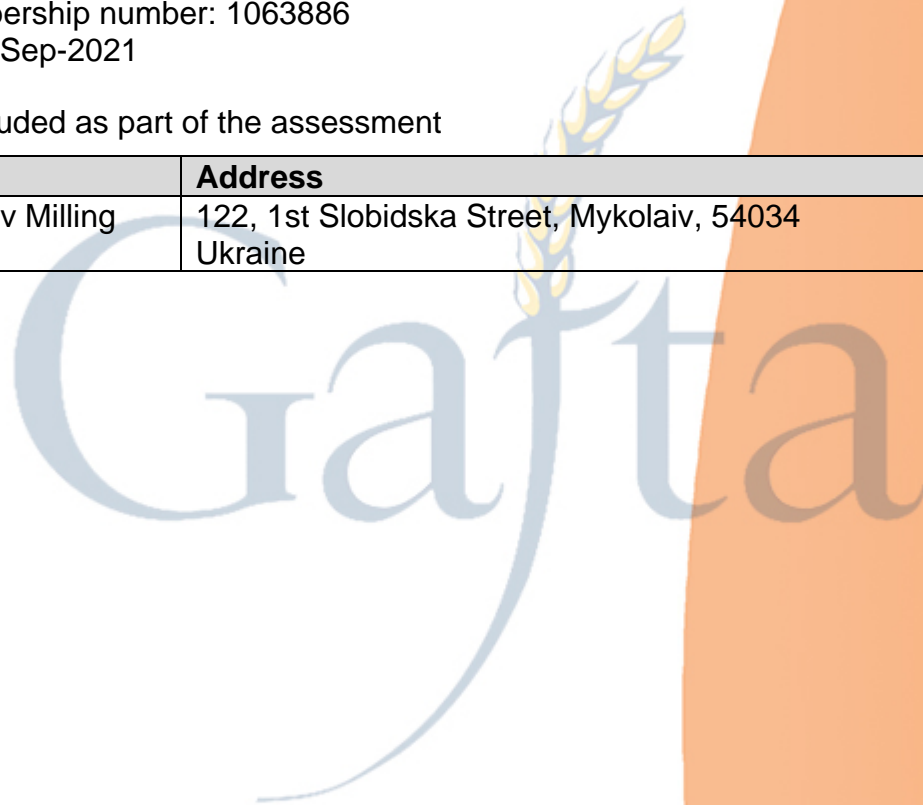 pership number: 1063886
Sep-2021
uded as part of the assessment
Address
v Milling
122, 1st Slobidska Street, Mykolaiv, 54034
Ukraine
Gafta